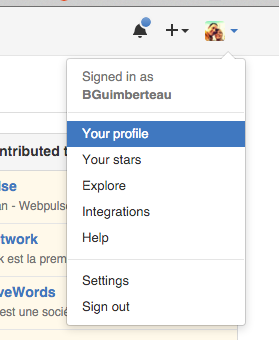 Signed in as
BGuimberteau
Your profile
ntributed t
Your stars
lse
Explore
an - Webpuls
Integrations
twork
Help
k est la prem
Settings
veWords
Sign out
est une socié